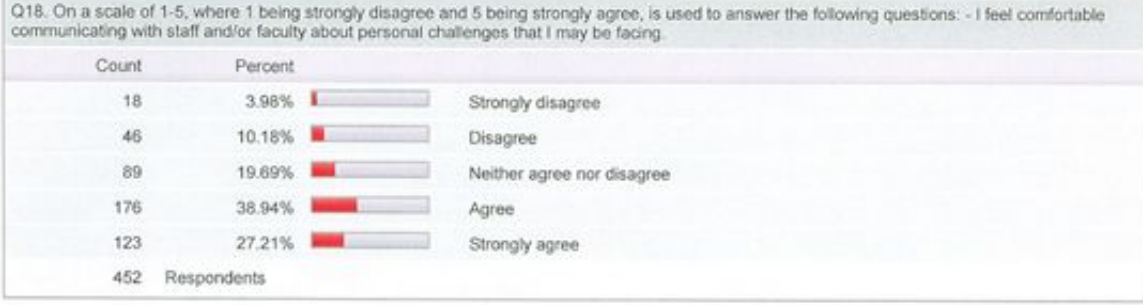 Q18. On a scale of 1-5, where 1 being strongly disagree and 5 being strongly agree, is used to answer the following questions: - I feel comfortable
communicating with staff and/or faculty about personal challenges that I may be facing.
Count Percent
18 3.98% Strongly disagree
46 10.18% Disagree
89 19.69% Neither agree nor disagree
176 38.94% Agree
123 27.21% Strongly agree
452 Respondents